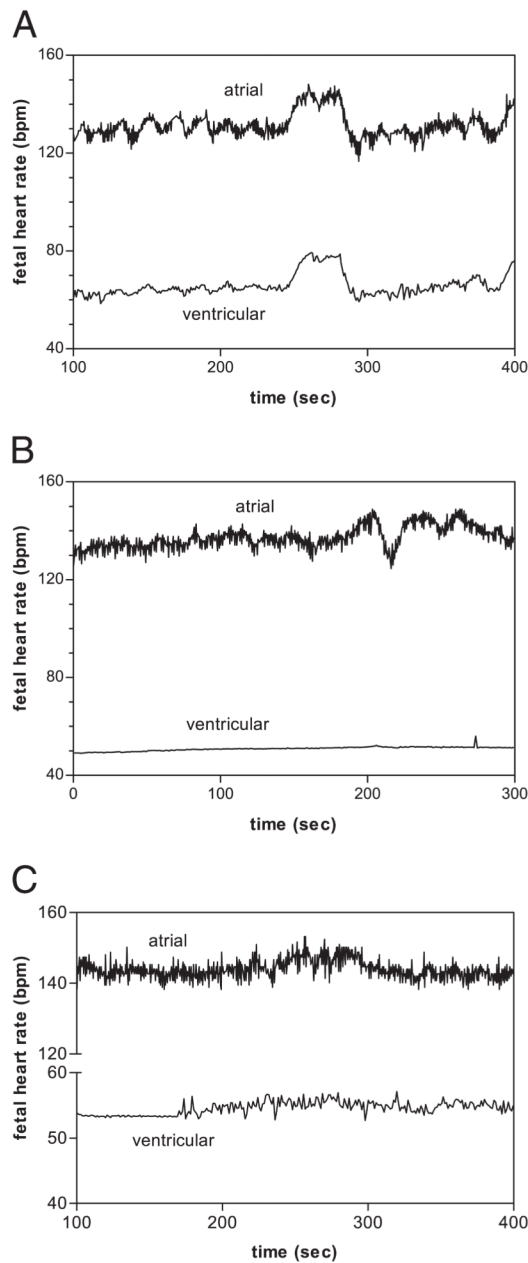 A
160
atrial
120
fetal heart rate (bpm)
80
ventricular
40
100
200
300
400
time (sec)
B
160
atrial
120
fetal heart rate (bpm)
80
ventricular
40
0
100
200
300
time (sec)
C
160
atrial
140
120
fetal heart rate (bpm)
60
50
ventricular
40
100
200
300
400
time (sec)